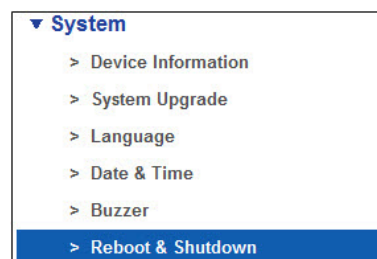 ▼ System
> Device Information
> System Upgrade
> Language
> Date & Time
> Buzzer
> Reboot & Shutdown